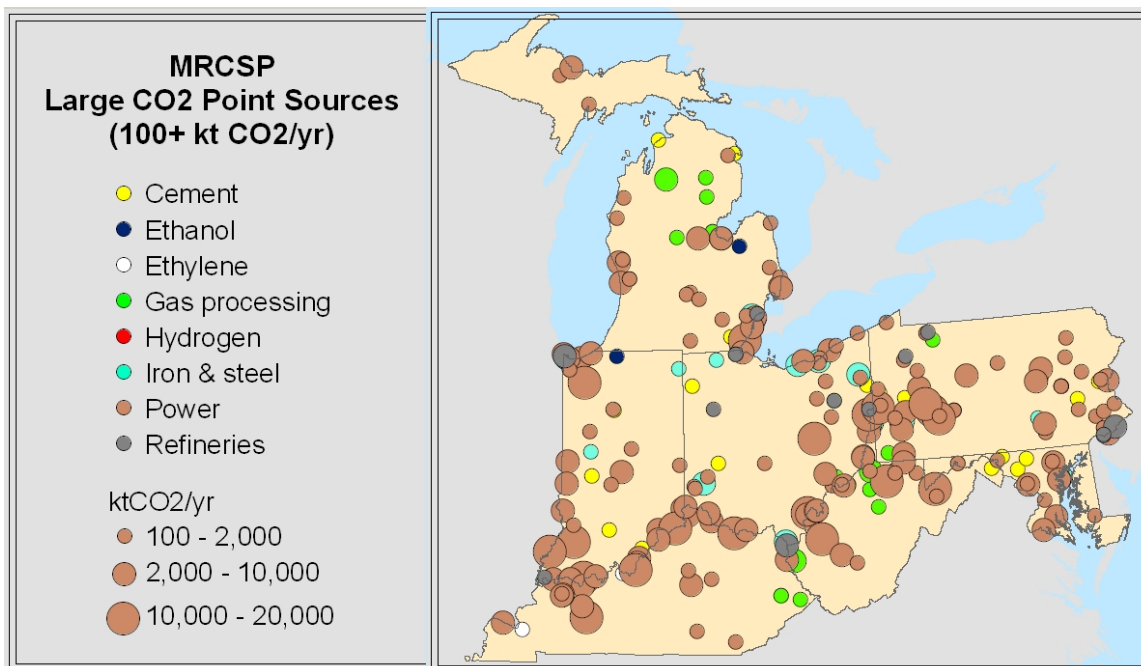 MRCSP
Large CO2 Point Sources
(100+ kt CO2/yr)
Cement
Ethanol
Ethylene
Gas processing
Hydrogen
Iron & steel
Power
Refineries
ktCO2/yr
100 - 2,000
2,000 - 10,000
10,000 - 20,000